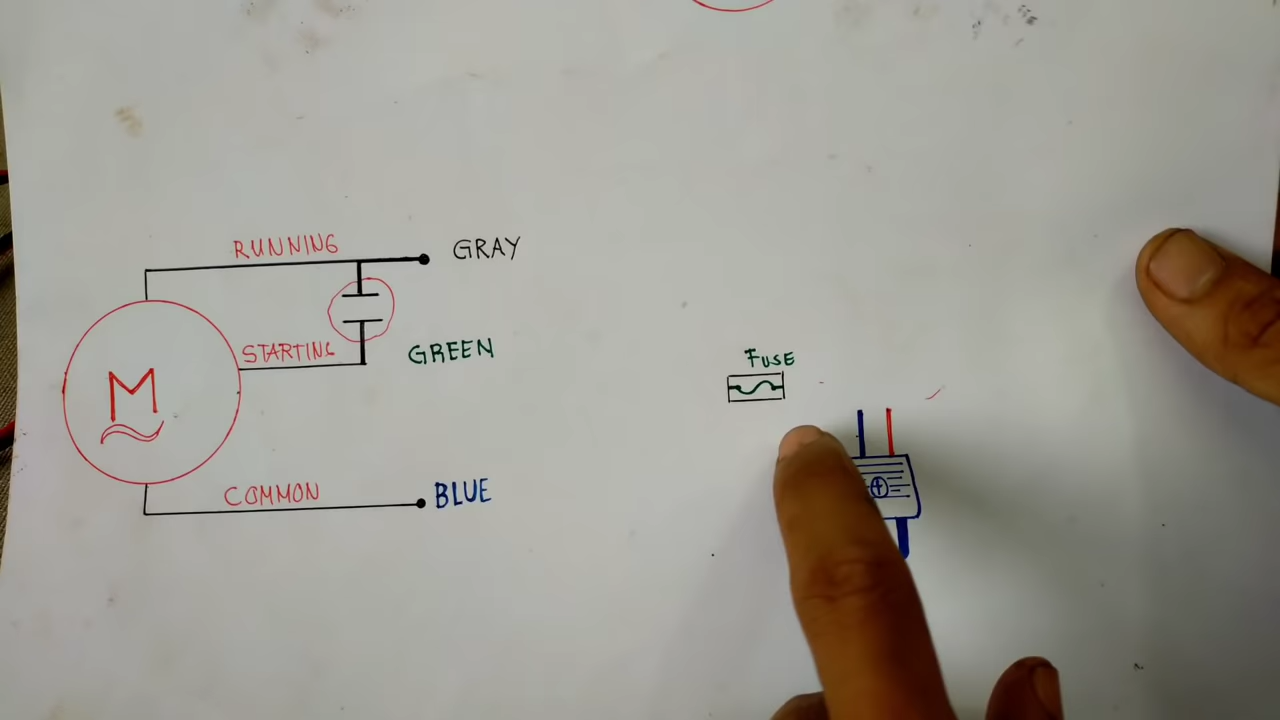 RUNNING
GRAY
STARTING
GREEN
FUSE
M
COMMON
BLUE